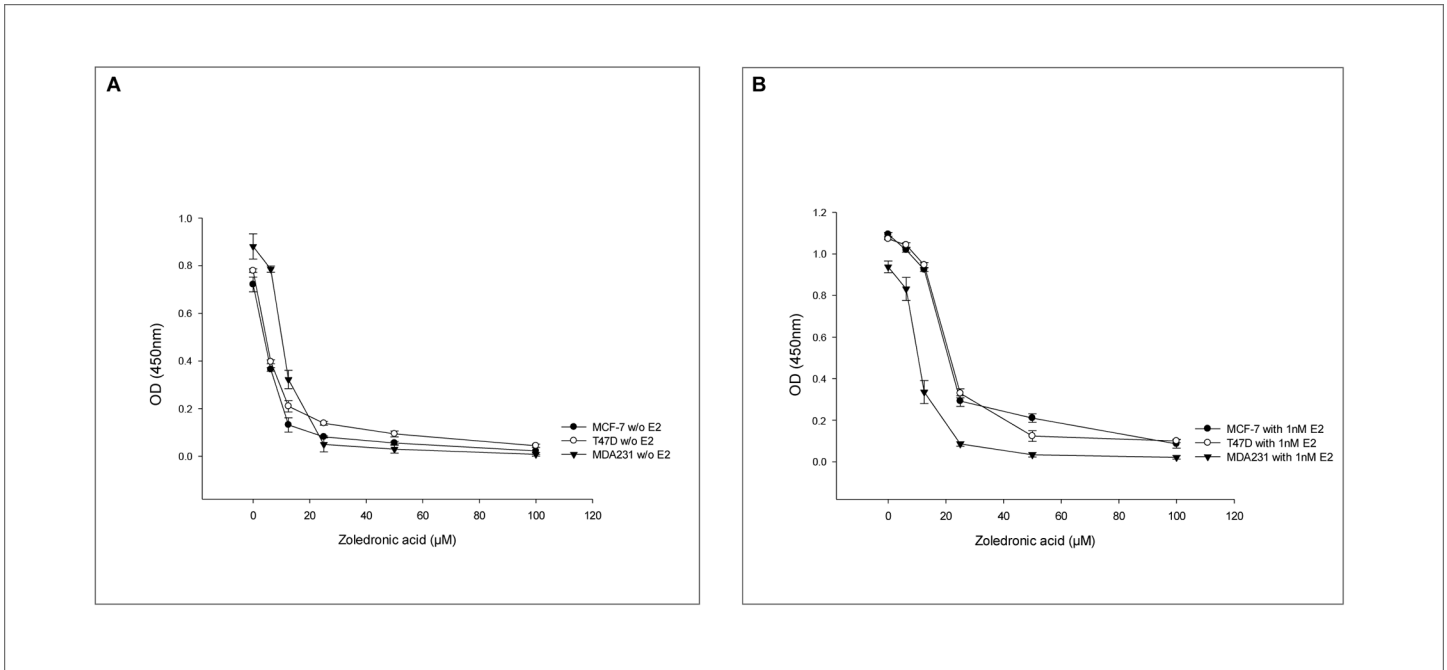 A
OD (450nm)
1.0
0.8
0.6
0.4
0.2
0.0
0 20 40 60 80 100 120
Zoledronic acid (µM)
MCF-7 w/o E2
T47D w/o E2
MDA231 w/o E2
B
OD (450nm)
1.2
1.0
0.8
0.6
0.4
0.2
0.0
0 20 40 60 80 100 120
Zoledronic acid (µM)
MCF-7 with 1nM E2
T47D with 1nM E2
MDA231 with 1nM E2